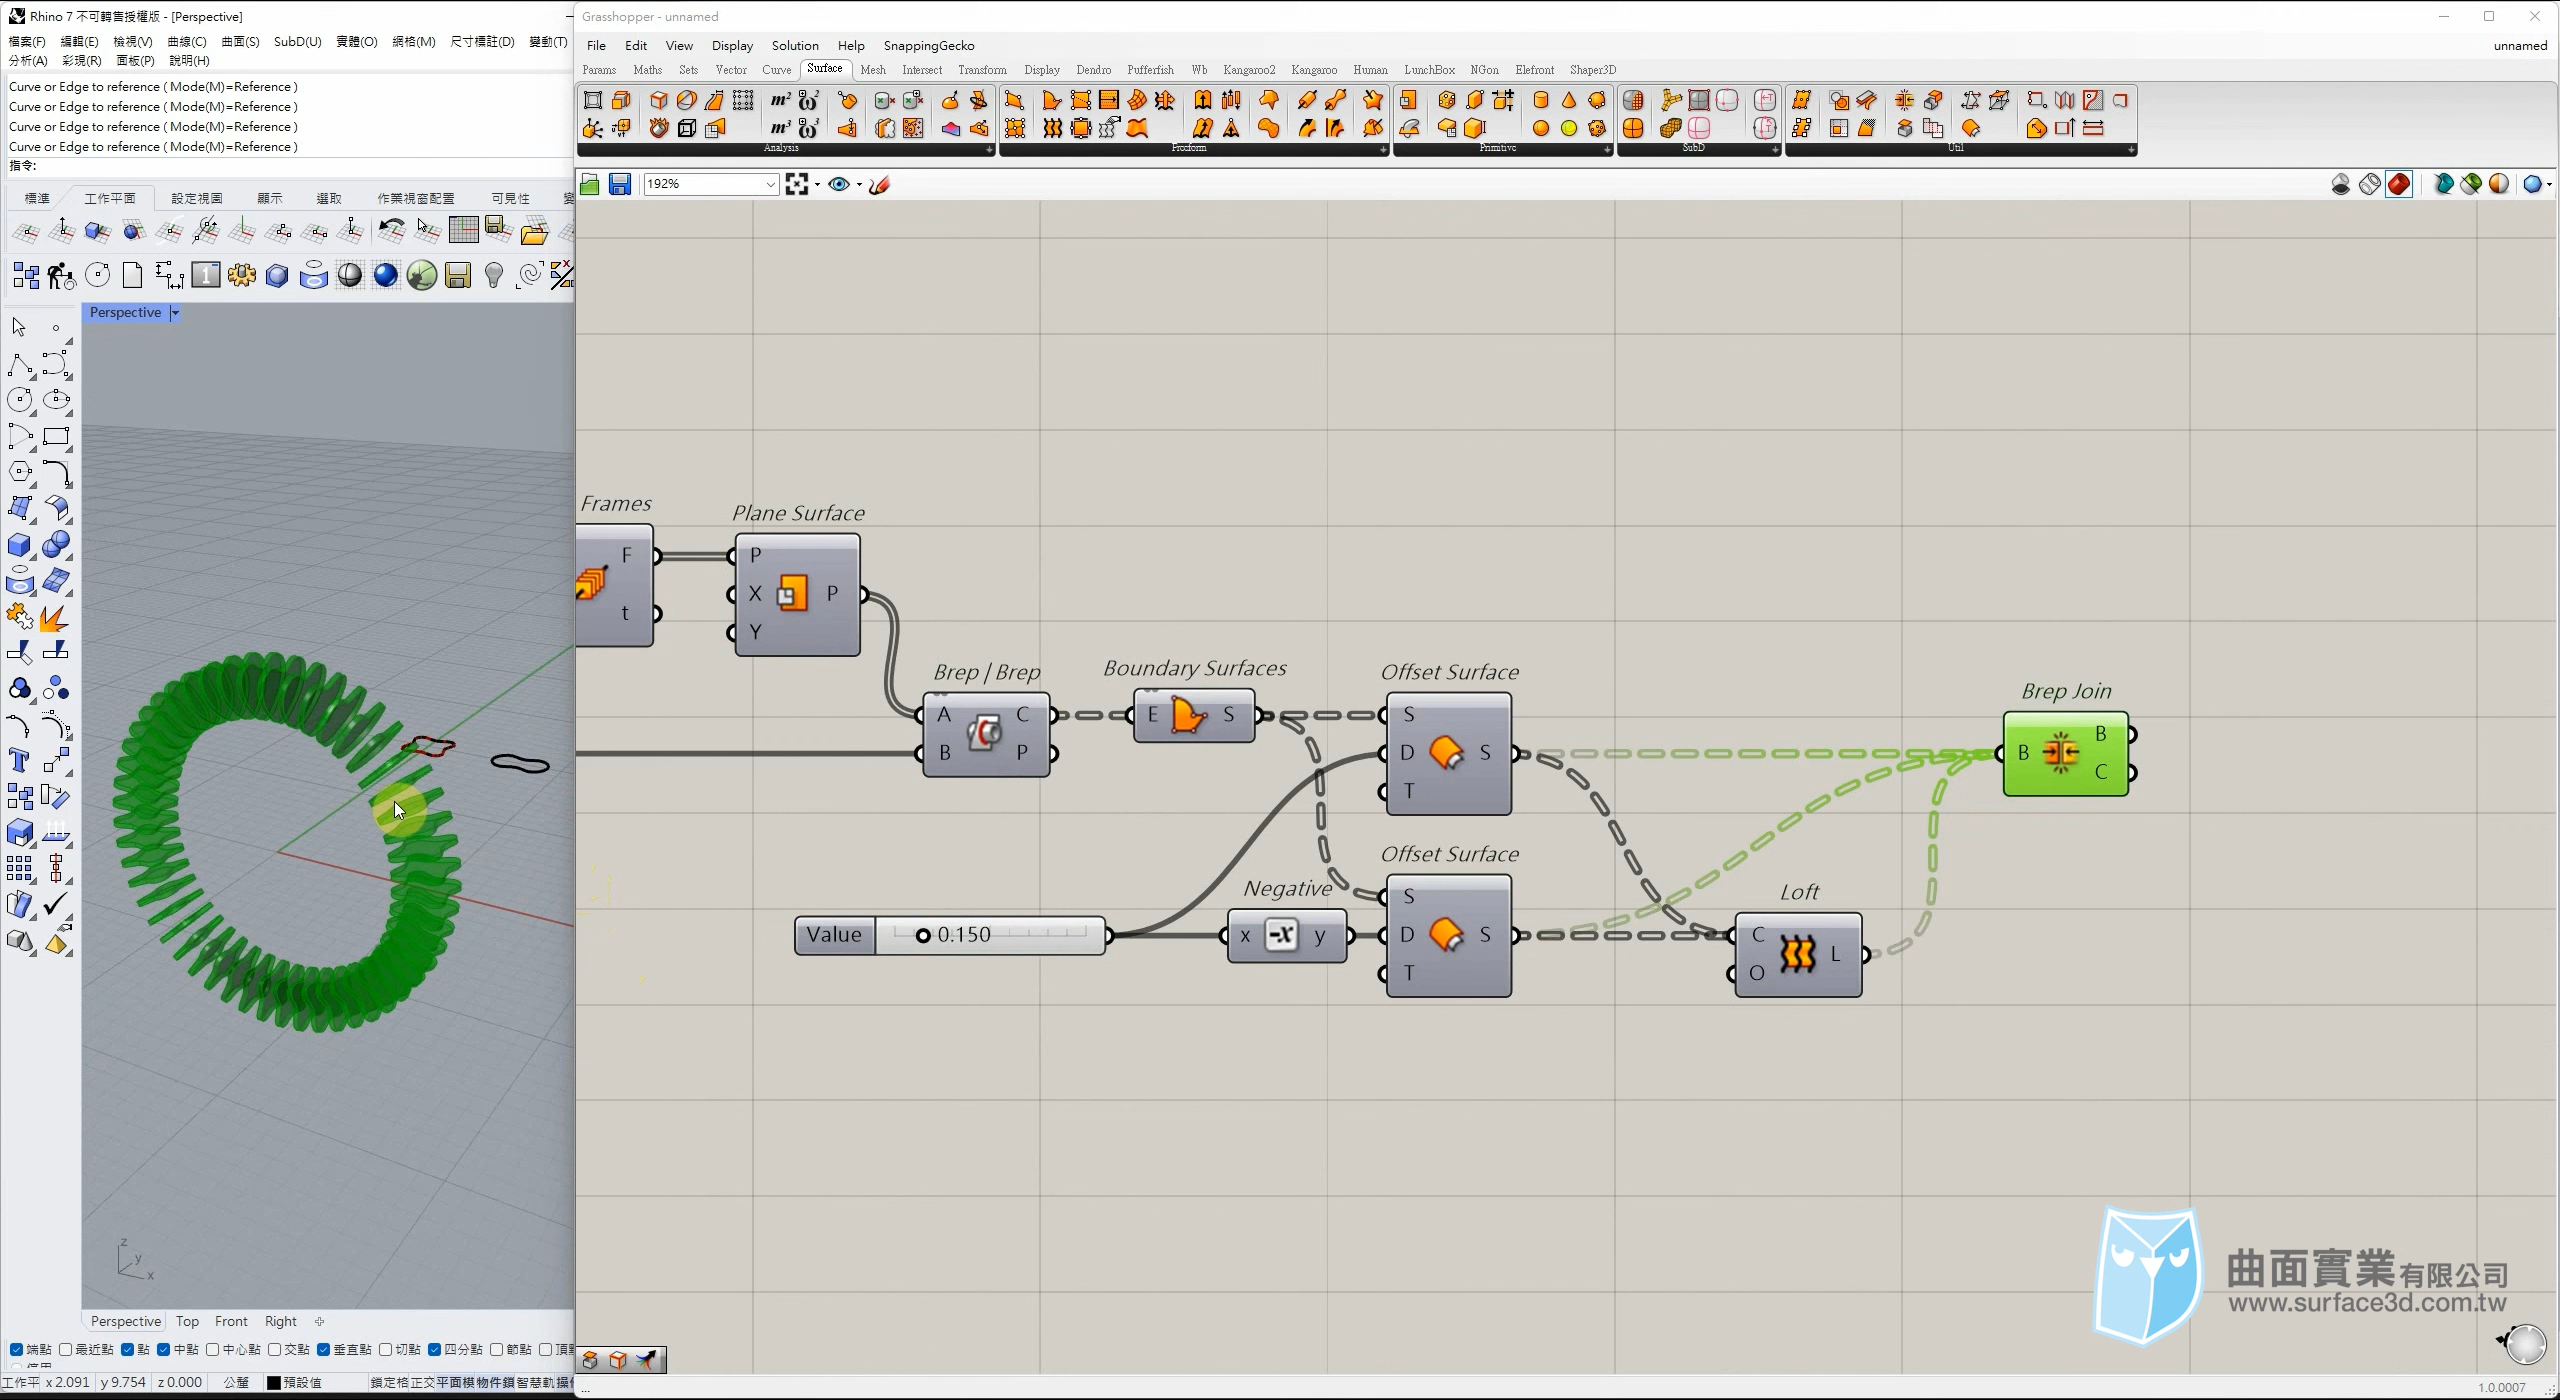 Rhino 7 不可轉售授權版 - [Perspective]
檔案(F) 編輯(E) 檢視(V) 曲線(C) 曲面(S) SubD(U) 實體(O) 網格(M) 尺寸標註(D) 變動(T)
分析(A) 彩現(R) 面板(P) 說明(H)
Curve or Edge to reference ( Mode(M)=Reference )
Curve or Edge to reference ( Mode(M)=Reference )
Curve or Edge to reference ( Mode(M)=Reference )
Curve or Edge to reference ( Mode(M)=Reference )
指令:
標準 工作平面 設定視圖 顯示 選取 作業視窗配置 可見性
Perspective
z
y
x
Perspective Top Front Right
端點 最近點 點 中點 中心點 交點 垂直點 切點 四分點 節點
工作平 x 2.091 y 9.754 z 0.000 公釐 預設值 鎖定格 正交 平面模 物件鎖 智慧軌
Grasshopper - unnamed
File Edit View Display Solution Help SnappingGecko
unnamed
Params Maths Sets Vector Curve Surface Mesh Intersect Transform Display Dendro Pufferfish Wb Kangaroo2 Kangaroo Human LunchBox NGon Elefront Shaper3D
Analysis Freeform Primitive SubD Util
192%
Frames
F
t
Plane Surface
P
X P
Y
Brep | Brep
A C
B P
Boundary Surfaces
E S
Offset Surface
S
D S
T
Offset Surface
S
D S
T
Negative
x -x y
Value 0.150
Loft
C
L
O
Brep Join
B
B
C
曲面實業有限公司
www.surface3d.com.tw
...
1.0.0007